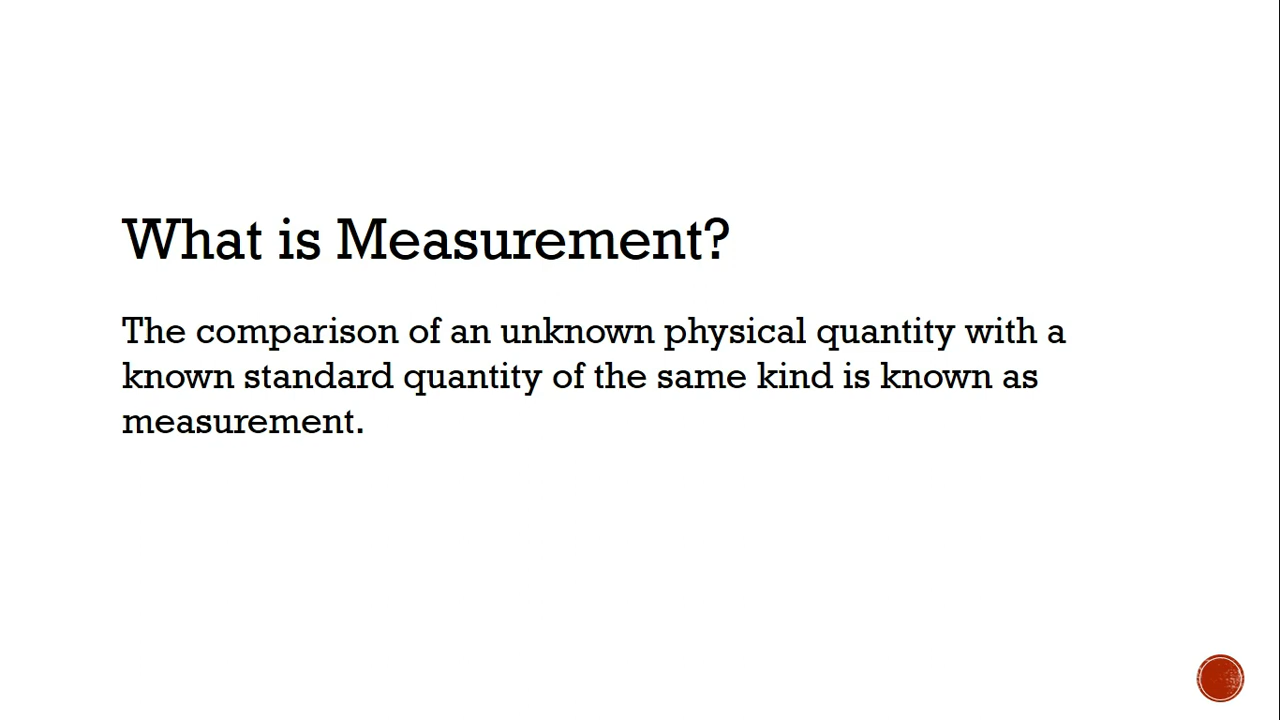 What is Measurement?
The comparison of an unknown physical quantity with a
known standard quantity of the same kind is known as
measurement.